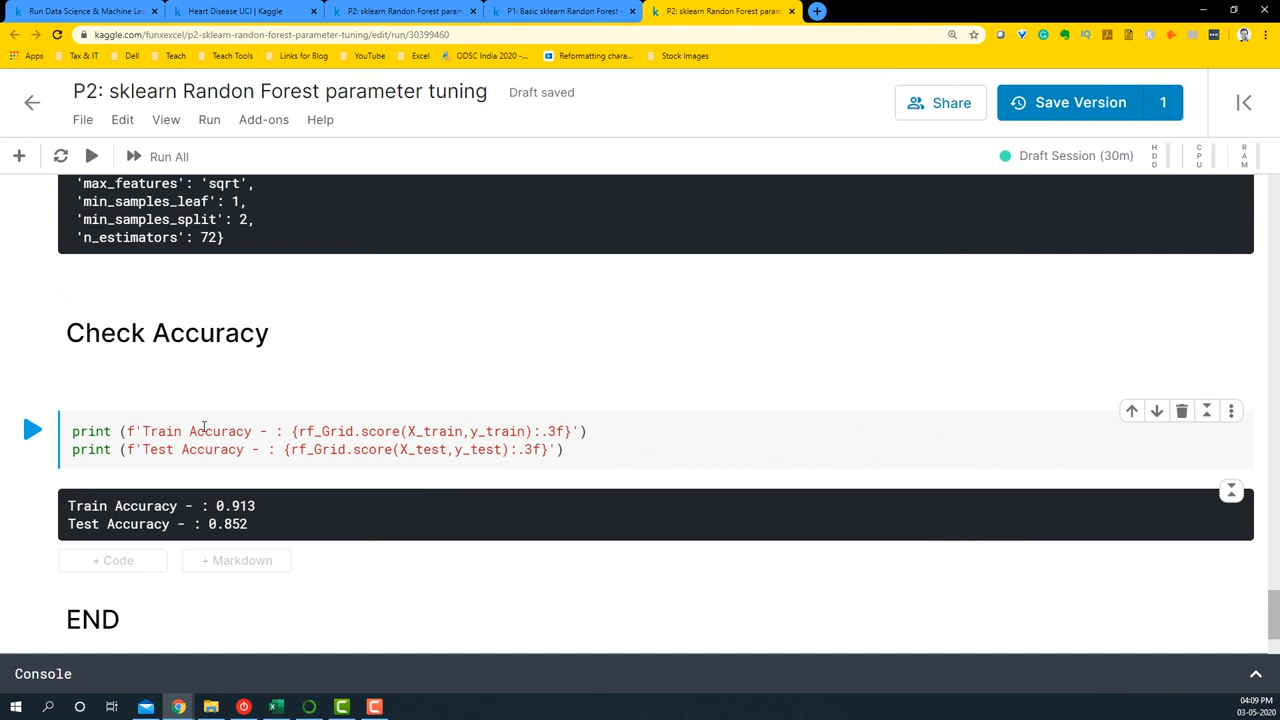 Run Data Science & Machine Le
Heart Disease UCI | Kaggle
P2: sklearn Randon Forest param
P1: Basic sklearn Random Forest
P2: sklearn Randon Forest param
kaggle.com/funxexcel/p2-sklearn-randon-forest-parameter-tuning/edit/run/30399460
Apps Tax & IT Dell Teach Teach Tools Links for Blog YouTube Excel ODSC India 2020 -... Reformatting chara... Stock Images
P2: sklearn Randon Forest parameter tuning Draft saved
Share Save Version 1
File Edit View Run Add-ons Help
Run All
Draft Session (30m) HDD CPU RAM
'max_features': 'sqrt',
'min_samples_leaf': 1,
'min_samples_split': 2,
'n_estimators': 72}
Check Accuracy
print (f'Train Accuracy - : {rf_Grid.score(X_train,y_train):.3f}')
print (f'Test Accuracy - : {rf_Grid.score(X_test,y_test):.3f}')
Train Accuracy - : 0.913
Test Accuracy - : 0.852
+ Code + Markdown
END
Console
04:09 PM
03-05-2020